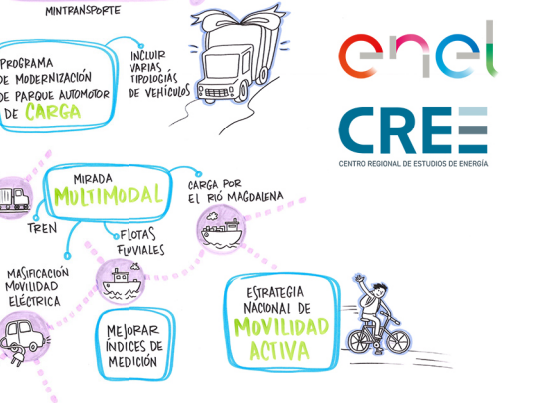 MINTRANSPORTE
PROGRAMA
DE MODERNIZACIÓN
DE PARQUE AUTOMOTOR
DE CARGA
INCLUIR
VARIAS
TIPOLOGÍAS
DE VEHÍCULOS
enel
CREE
CENTRO REGIONAL DE ESTUDIOS DE ENERGÍA
MIRADA
MULTIMODAL
CARGA POR
EL RIÓ MAGDALENA
TREN
FLOTAS
FLUVIALES
MASIFICACIÓN
MOVILIDAD
ELÉCTRICA
MEJORAR
ÍNDICES DE
MEDICIÓN
ESTRATEGIA
NACIONAL DE
MOVILIDAD
ACTIVA